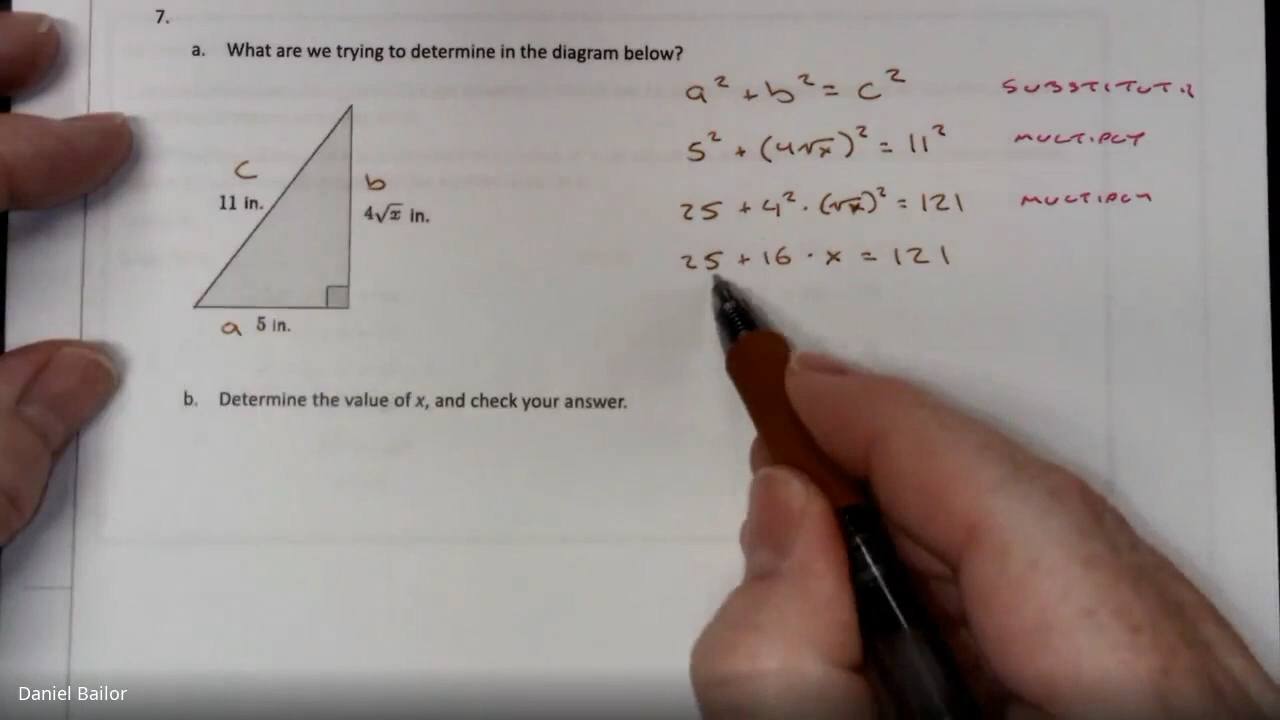 7.
a. What are we trying to determine in the diagram below?
c
11 in.
b
4√x in.
a 5 in.
b. Determine the value of x, and check your answer.
a² + b² = c² SUBSTITUTE
5² + (4√x)² = 11² MULTIPLY
25 + 4² · (√x)² = 121 MULTIPLY
25 + 16 · x = 121
Daniel Bailor